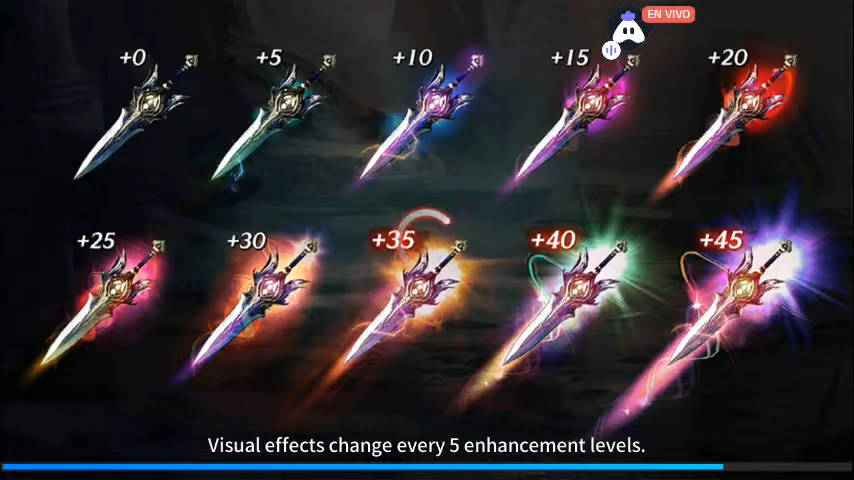 EN VIVO
+0 +5 +10 +15 +20
+25 +30 +35 +40 +45
Visual effects change every 5 enhancement levels.